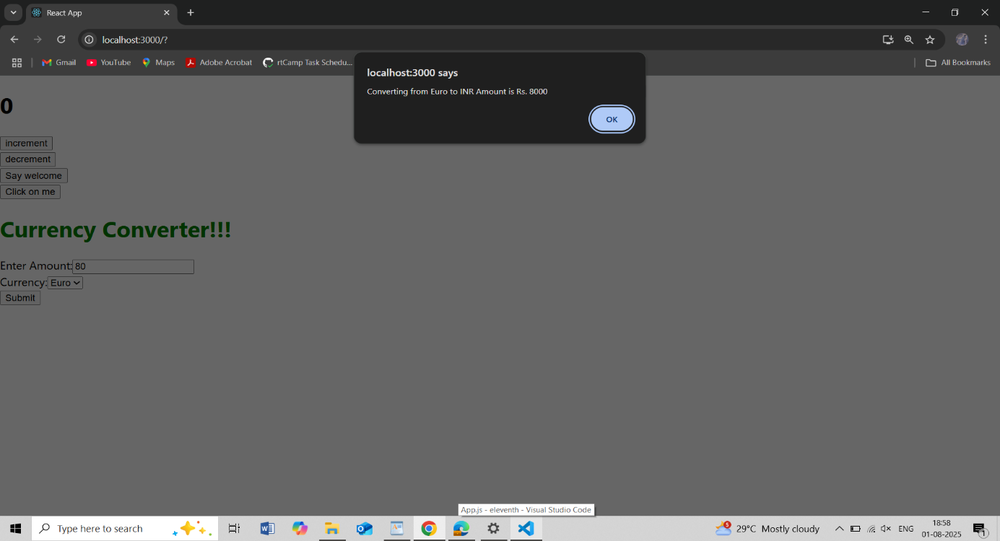 React App
localhost:3000/?
Gmail
YouTube
Maps
Adobe Acrobat
rtCamp Task Schedu...
All Bookmarks
localhost:3000 says
Converting from Euro to INR Amount is Rs. 8000
OK
0
increment
decrement
Say welcome
Click on me
Currency Converter!!!
Enter Amount:80
Currency:Euro
Submit
App.js - eleventh - Visual Studio Code
Type here to search
5
29°C Mostly cloudy
ENG
18:58
01-08-2025
1